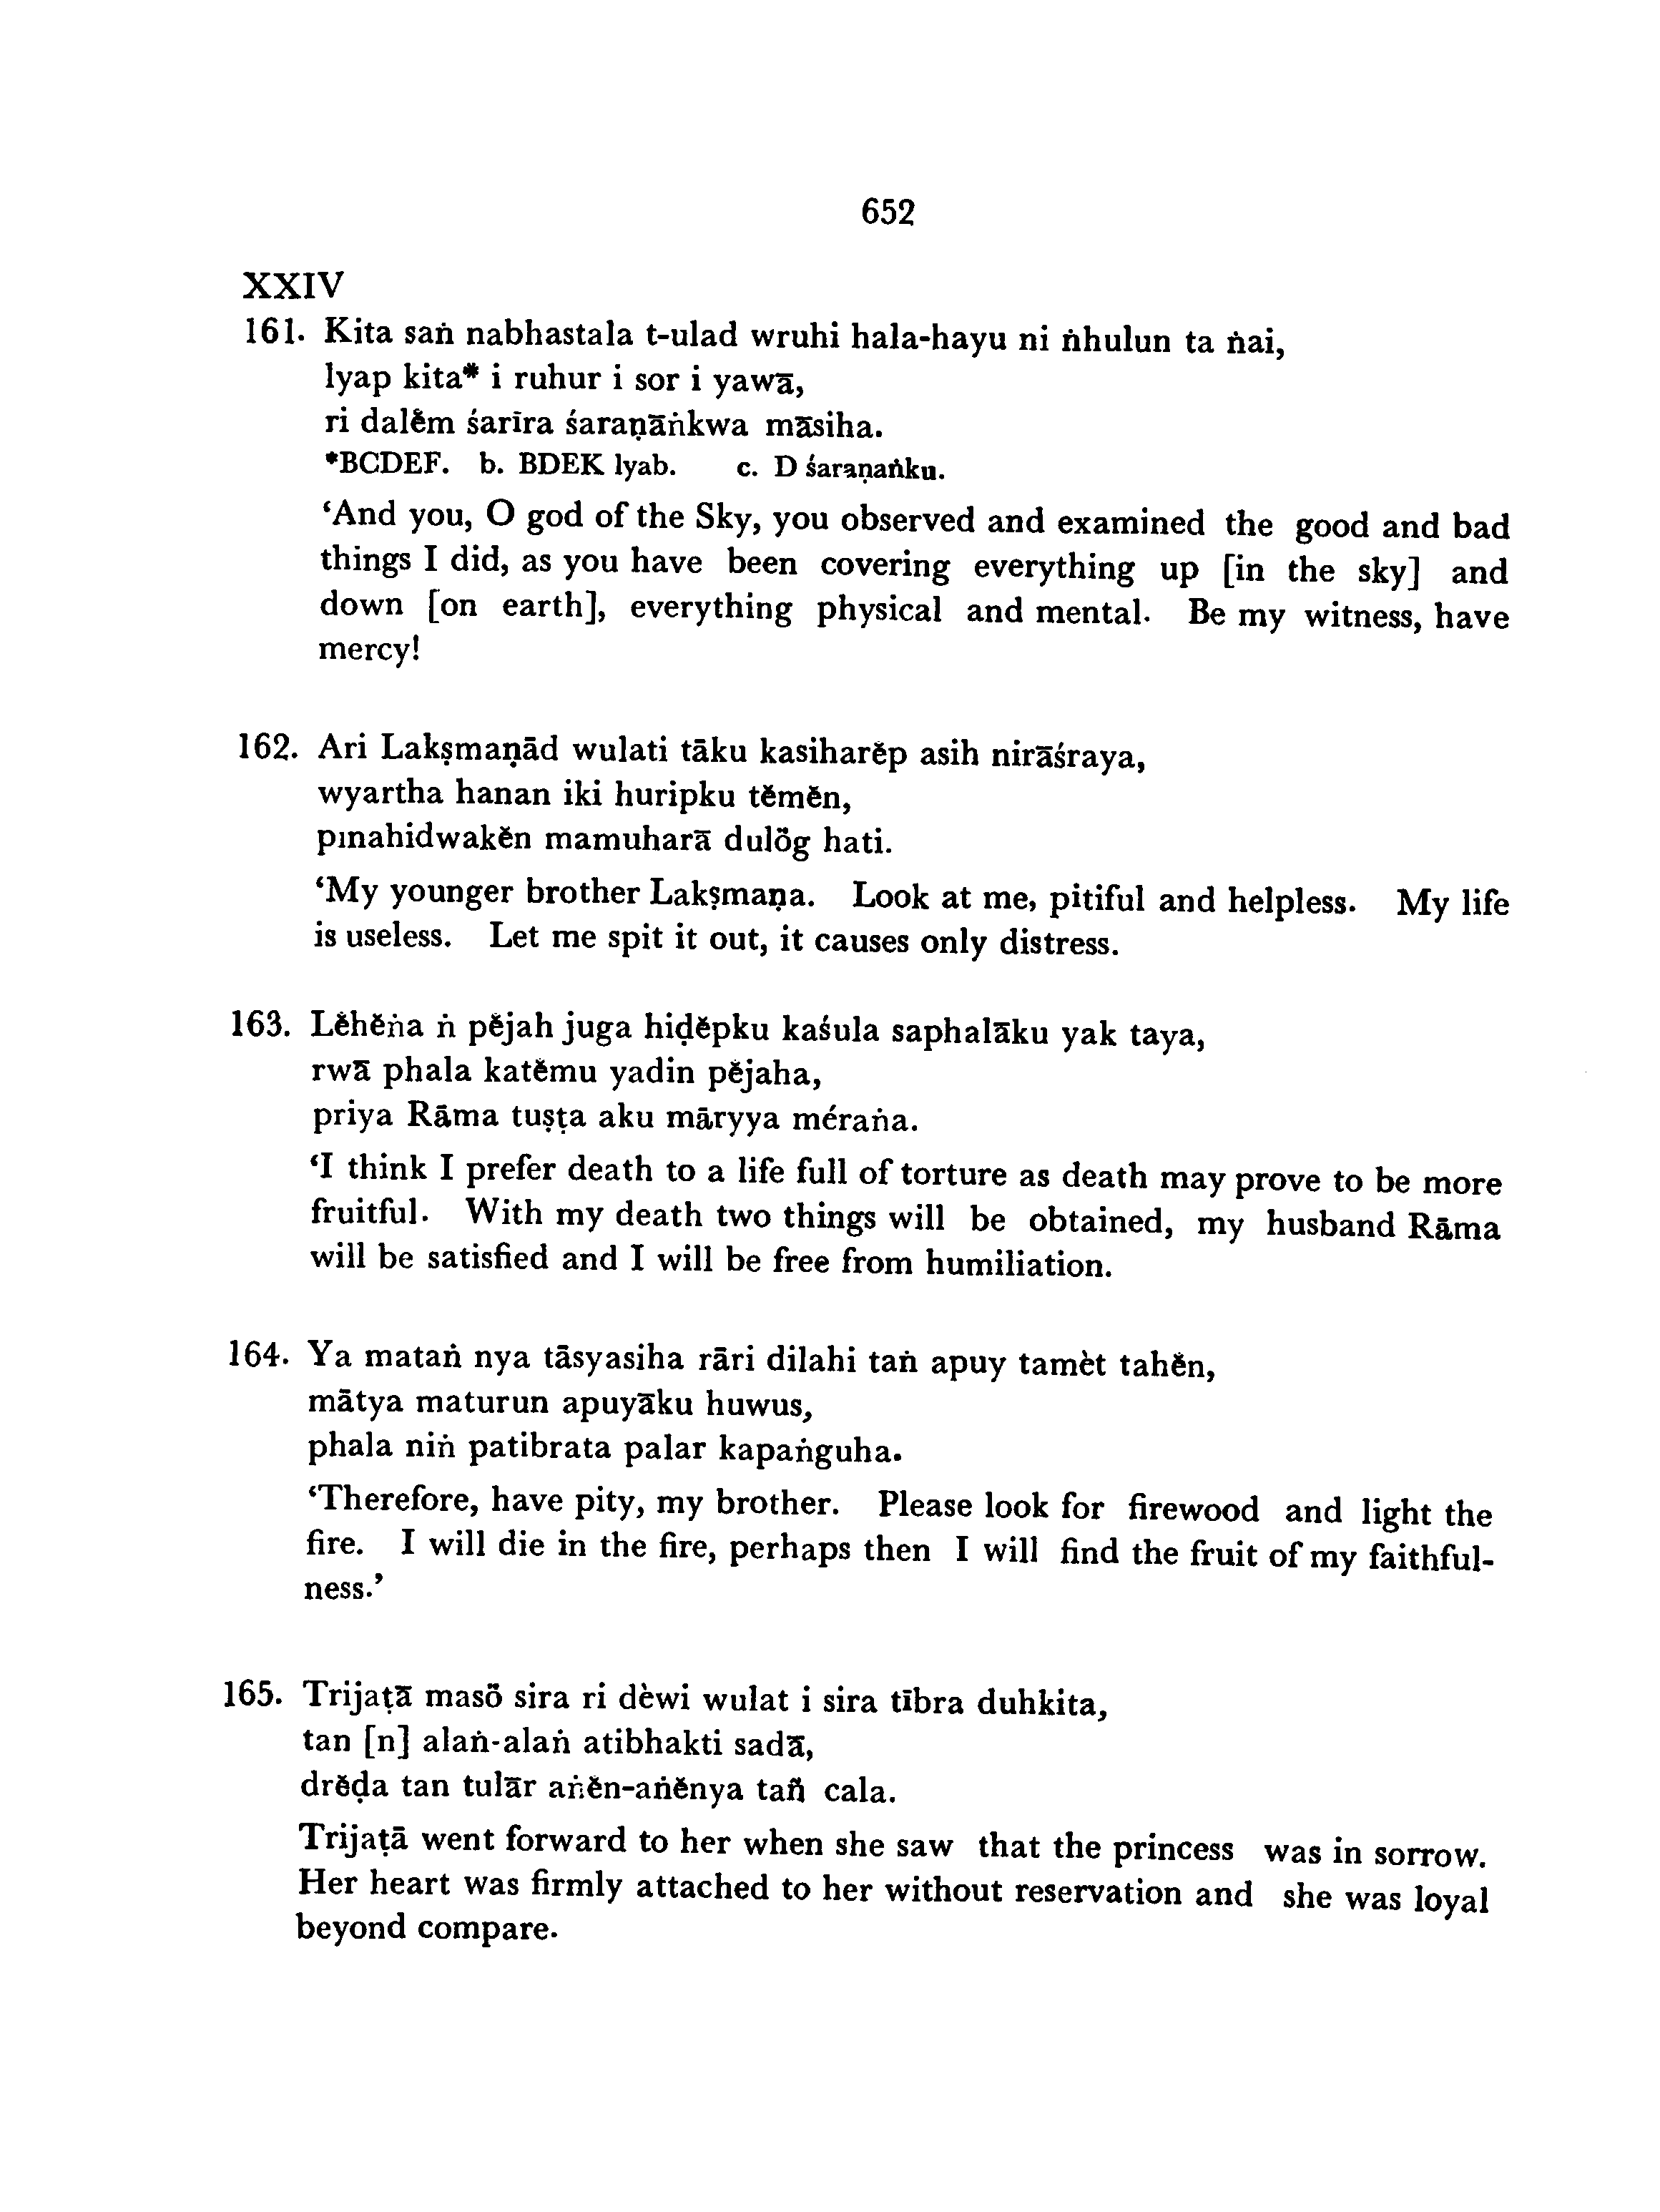 652
XXIV
161. Kita saṅ nabhastala t-ulad wruhi hala-hayu ni ṅhulun ta ṅai,
lyap kita* i ruhur i sor i yawā,
ri dalĕm śarīra śaraṇāṅkwa māsiha.
*BCDEF. b. BDEK lyab. c. D śaraṇaṅku.
‘And you, O god of the Sky, you observed and examined the good and bad
things I did, as you have been covering everything up [in the sky] and
down [on earth], everything physical and mental. Be my witness, have
mercy!
162. Ari Lakṣmaṇād wulati tāku kasiharĕp asih nirāśraya,
wyartha hanan iki huripku tĕmĕn,
pinahidwakĕn mamuharā dulӧg hati.
‘My younger brother Lakṣmaṇa. Look at me, pitiful and helpless. My life
is useless. Let me spit it out, it causes only distress.
163. Lĕhĕṅa ṅ pĕjah juga hiḍĕpku kaśula saphalāku yak taya,
rwā phala katĕmu yadin pĕjaha,
priya Rāma tuṣṭa aku māryya méraṅa.
‘I think I prefer death to a life full of torture as death may prove to be more
fruitful. With my death two things will be obtained, my husband Rāma
will be satisfied and I will be free from humiliation.
164. Ya mataṅ nya tāsyasiha rāri dilahi taṅ apuy tamèt tahĕn,
mātya maturun apuyāku huwus,
phala niṅ patibrata palar kapaṅguha.
‘Therefore, have pity, my brother. Please look for firewood and light the
fire. I will die in the fire, perhaps then I will find the fruit of my faithful-
ness.’
165. Trijaṭā masӧ sira ri dèwi wulat i sira tībra duhkita,
tan [n] alaṅ-alaṅ atibhakti sadā,
drĕḍa tan tulār aṅĕn-aṅĕnya tañ cala.
Trijaṭā went forward to her when she saw that the princess was in sorrow.
Her heart was firmly attached to her without reservation and she was loyal
beyond compare.